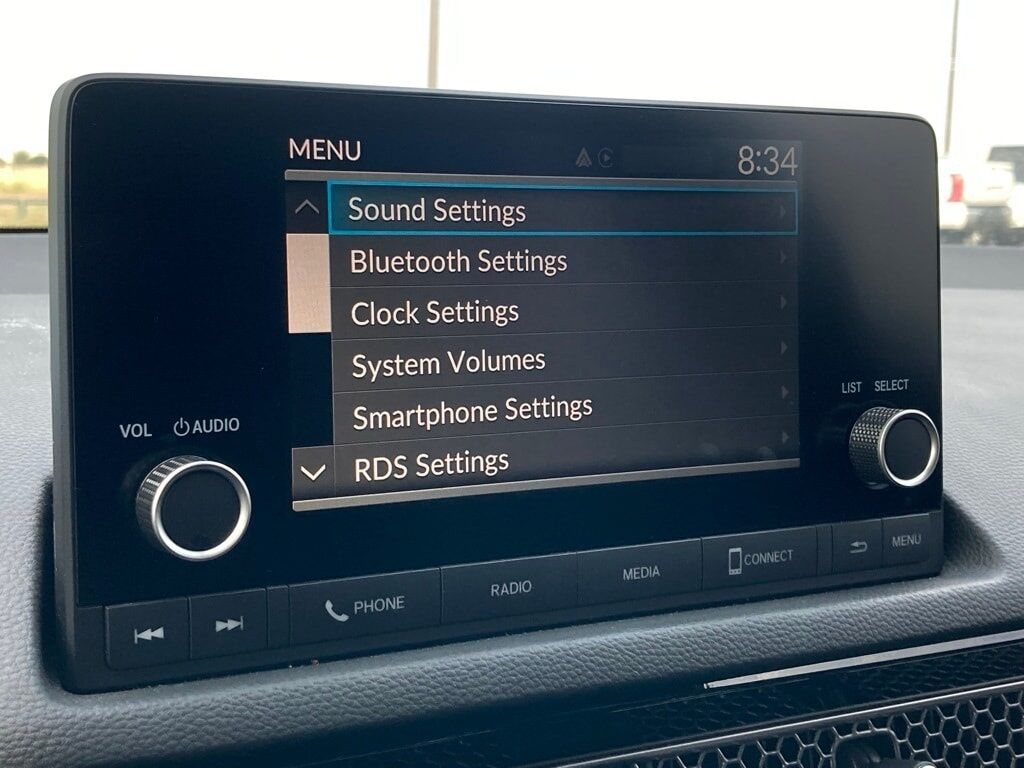 MENU
8:34
Sound Settings
Bluetooth Settings
Clock Settings
System Volumes
Smartphone Settings
RDS Settings
VOL AUDIO
LIST SELECT
PHONE
RADIO
MEDIA
CONNECT
MENU